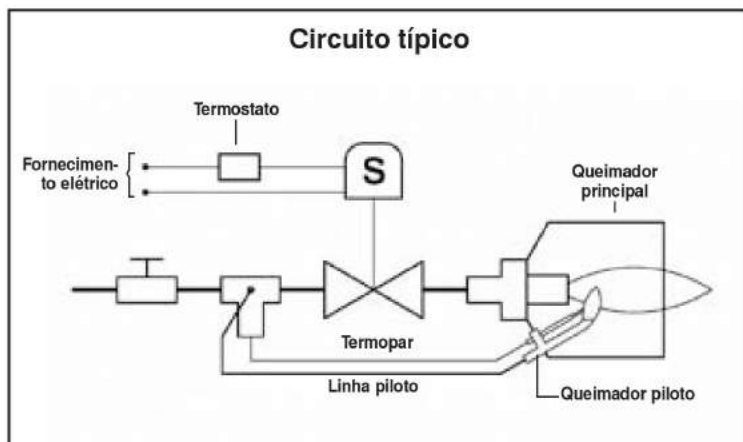 Circuito típico
Termostato
Fornecimen-
to elétrico
S
Queimador
principal
Termopar
Linha piloto
Queimador piloto